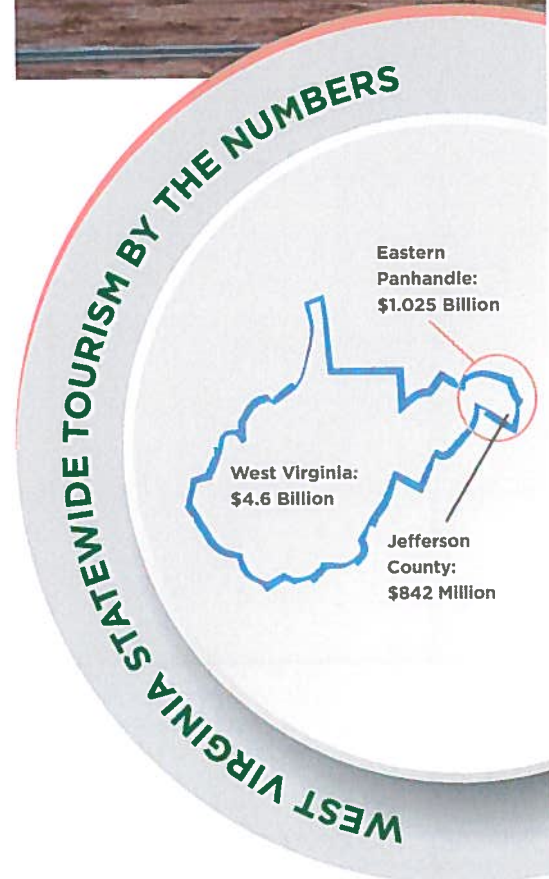 WEST VIRGINIA STATEWIDE TOURISM BY THE NUMBERS
Eastern
Panhandle:
$1.025 Billion
West Virginia:
$4.6 Billion
Jefferson
County:
$842 Million